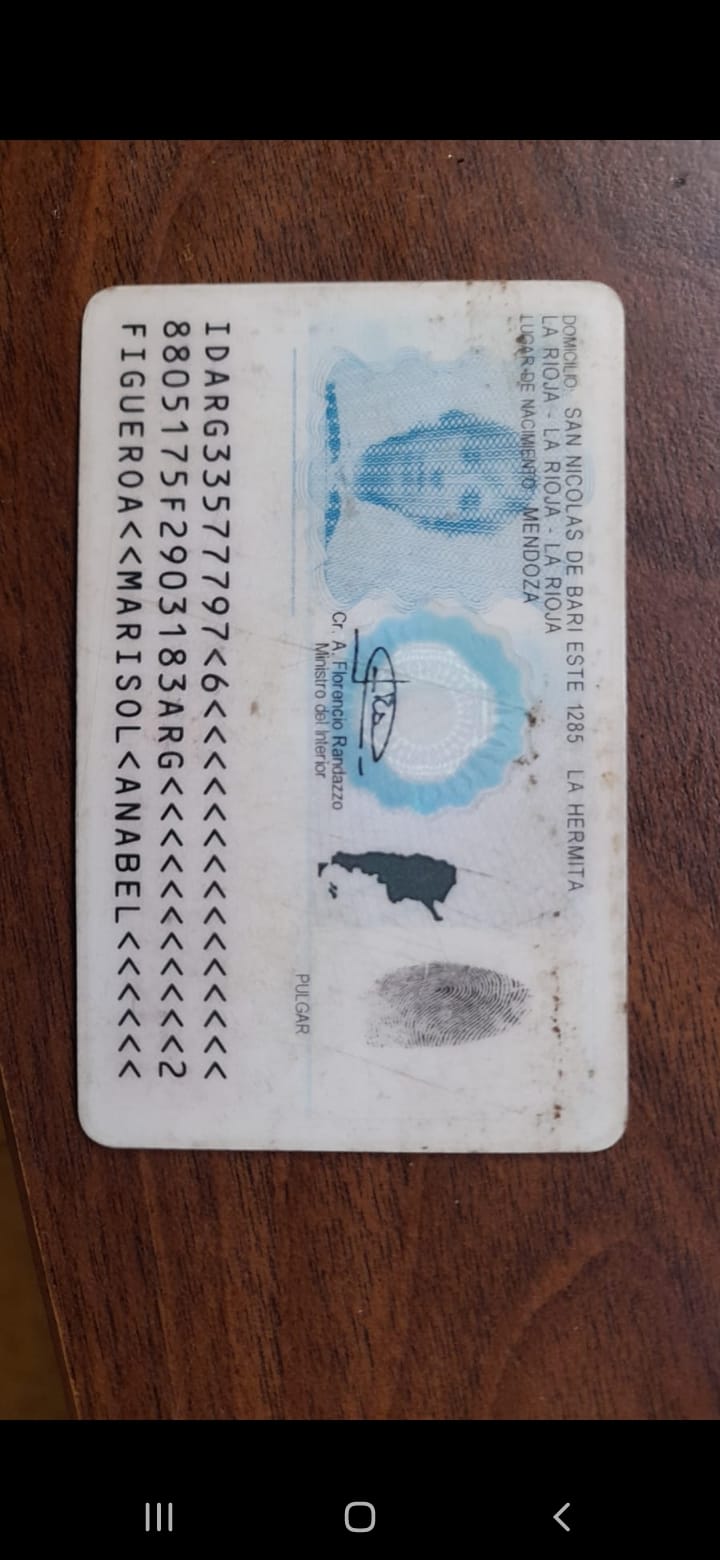 DOMICILIO: SAN NICOLAS DE BARI ESTE 1285 LA HERMITA
LA RIOJA - LA RIOJA - LA RIOJA
LUGAR DE NACIMIENTO: MENDOZA
Cr. A. Florencio Randazzo
Ministro del Interior
PULGAR
IDARG33577797<6<<<<<<<<<<<<<<<
8805175F2903183ARG<<<<<<<<<<<2
FIGUEROA<<MARISOL<ANABEL<<<<<<